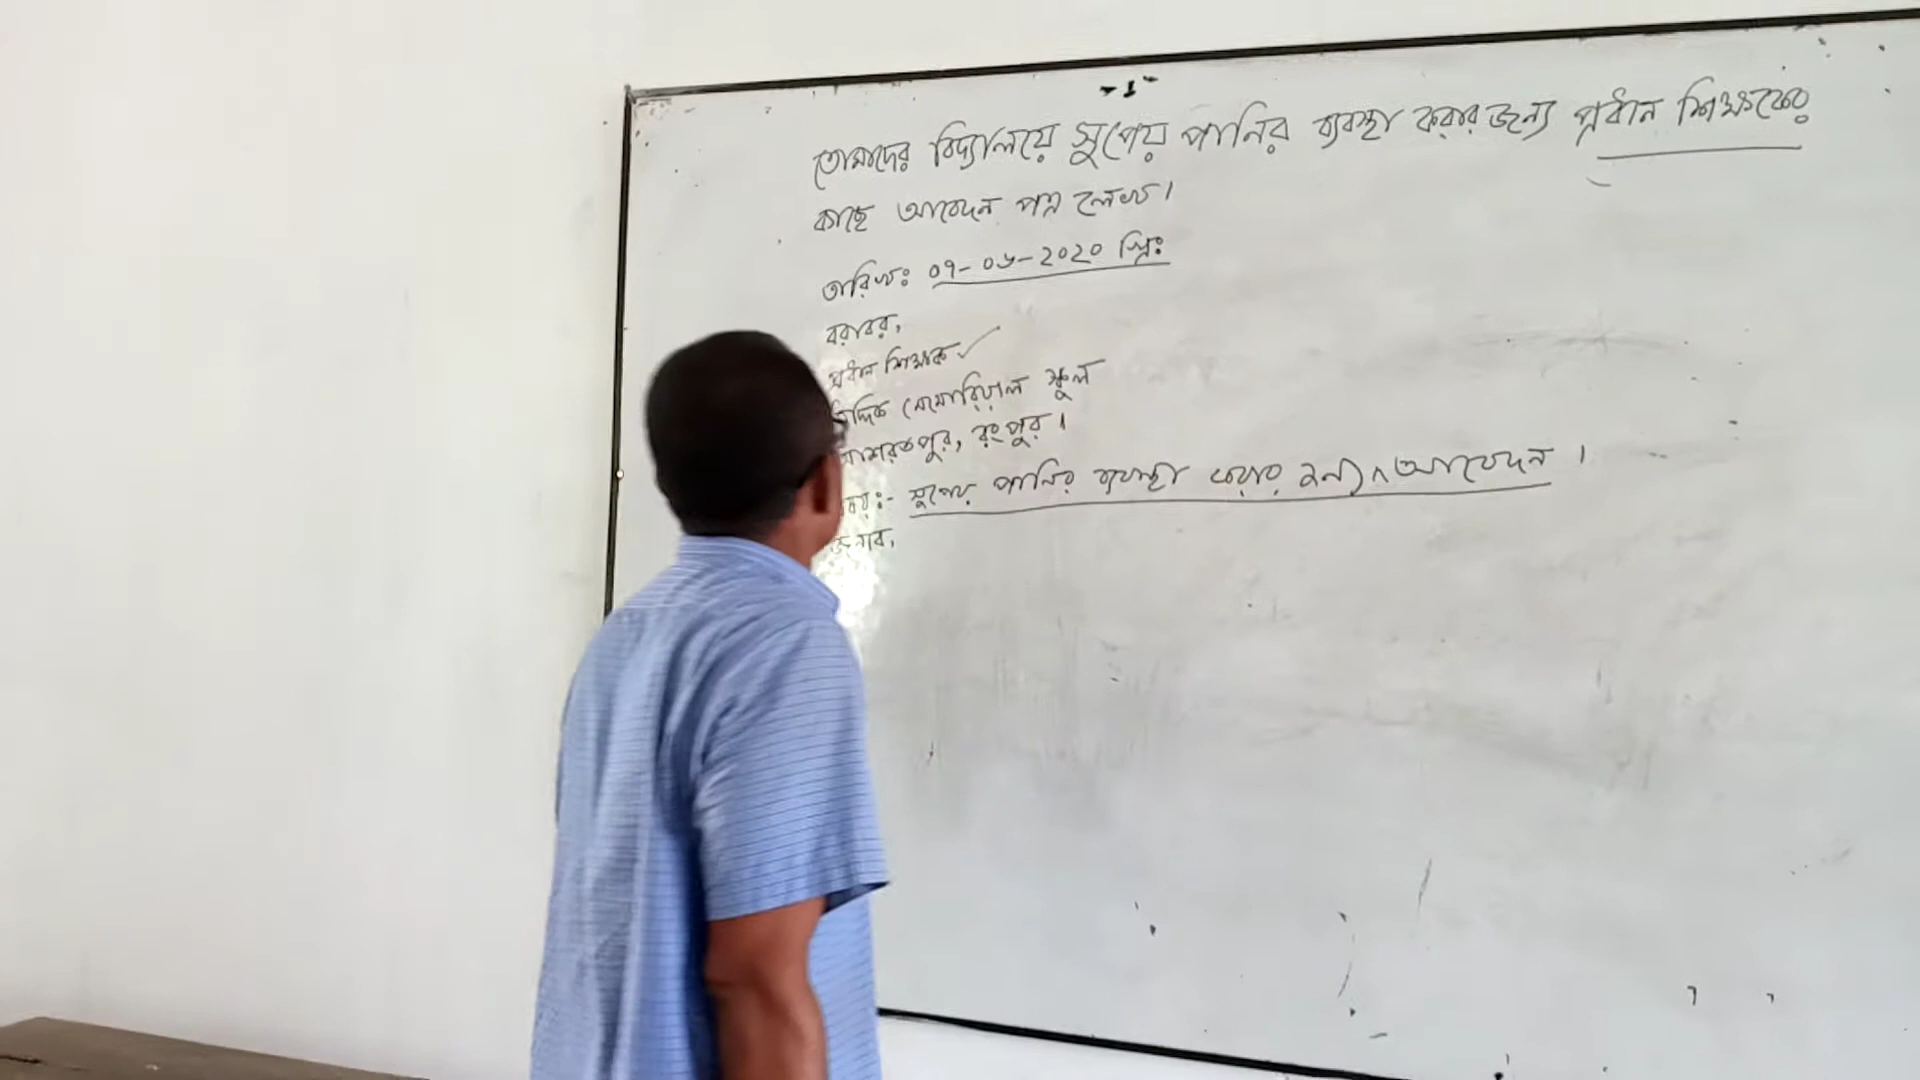 তোমাদের বিদ্যালয়ে সুপেয় পানির ব্যবস্থা করার জন্য প্রধান শিক্ষকের
কাছে আবেদন পত্র লেখ।
তারিখঃ ০৭-০৬-২০২০ খ্রিঃ
বরাবর,
প্রধান শিক্ষক
মেমোরিয়াল স্কুল
রংপুর।
সুপেয় পানির ব্যবস্থা করার জন্য আবেদন।
জনাব,